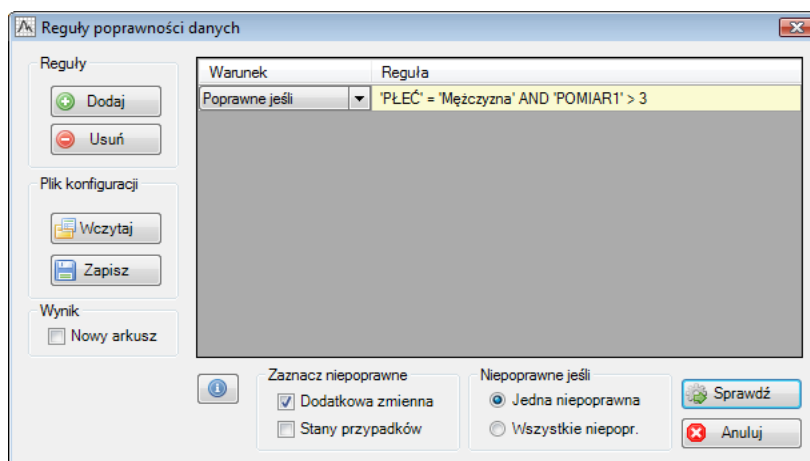 Reguły poprawności danych
Reguły
Dodaj
Usuń
Plik konfiguracji
Wczytaj
Zapisz
Wynik
Nowy arkusz
Warunek Reguła
Poprawne jeśli 'PŁEĆ' = 'Mężczyzna' AND 'POMIAR1' > 3
Zaznacz niepoprawne
Dodatkowa zmienna
Stany przypadków
Niepoprawne jeśli
Jedna niepoprawna
Wszystkie niepopr.
Sprawdź
Anuluj